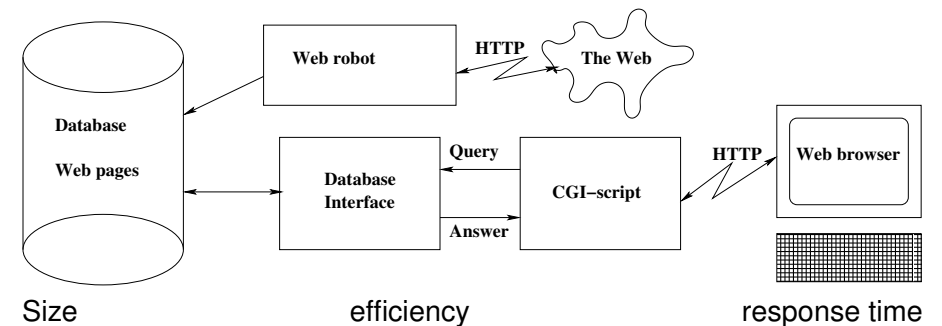 Web robot
HTTP
The Web
Database
Web pages
Database
Interface
Query
Answer
CGI-script
HTTP
Web browser
Size
efficiency
response time